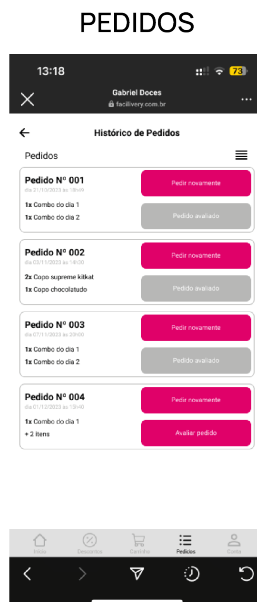 PEDIDOS
13:18
73
Gabriel Doces
facilivery.com.br
Histórico de Pedidos
Pedidos
Pedido Nº 001
Pedir novamente
1x Combo do dia 1
1x Combo do dia 2
Pedido avaliado
Pedido Nº 002
Pedir novamente
2x Copo supreme kitkat
1x Copo chocolatudo
Pedido avaliado
Pedido Nº 003
Pedir novamente
1x Combo do dia 1
1x Combo do dia 2
Pedido avaliado
Pedido Nº 004
Pedir novamente
1x Combo do dia 1
+ 2 itens
Avaliar pedido
Início
Descontos
Carrinho
Pedidos
Conta